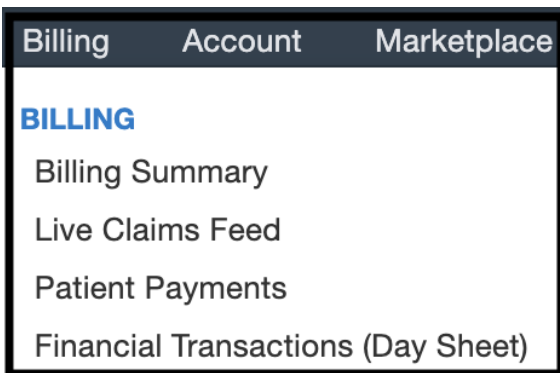 Billing Account Marketplace
BILLING
Billing Summary
Live Claims Feed
Patient Payments
Financial Transactions (Day Sheet)